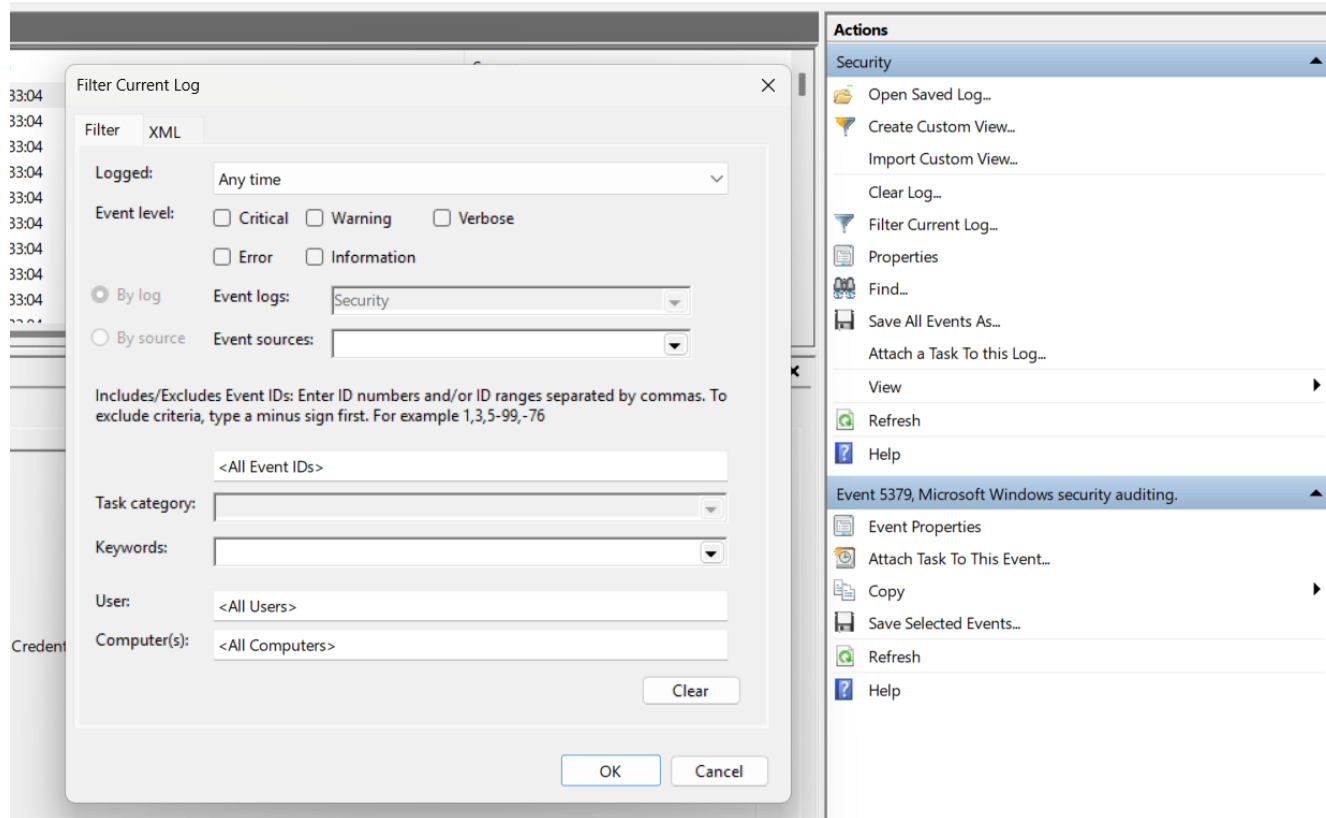 Actions
Security
Open Saved Log...
Create Custom View...
Import Custom View...
Clear Log...
Filter Current Log...
Properties
Find...
Save All Events As...
Attach a Task To this Log...
View
Refresh
Help
Event 5379, Microsoft Windows security auditing.
Event Properties
Attach Task To This Event...
Copy
Save Selected Events...
Refresh
Help
33:04
33:04
33:04
33:04
33:04
33:04
33:04
33:04
33:04
Credent
Filter Current Log
Filter XML
Logged: Any time
Event level: Critical Warning Verbose
Error Information
By log Event logs: Security
By source Event sources:
Includes/Excludes Event IDs: Enter ID numbers and/or ID ranges separated by commas. To
exclude criteria, type a minus sign first. For example 1,3,5-99,-76
<All Event IDs>
Task category:
Keywords:
User: <All Users>
Computer(s): <All Computers>
Clear
OK Cancel